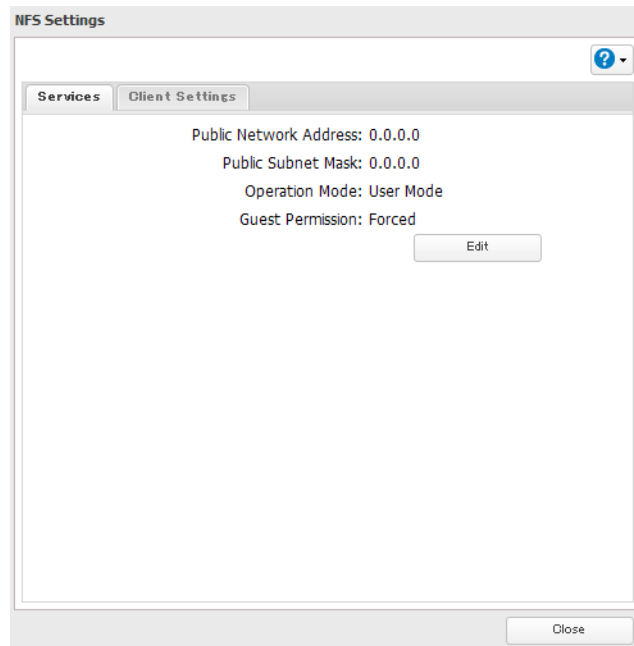 NFS Settings
?
Services Client Settings
Public Network Address: 0.0.0.0
Public Subnet Mask: 0.0.0.0
Operation Mode: User Mode
Guest Permission: Forced
Edit
Close